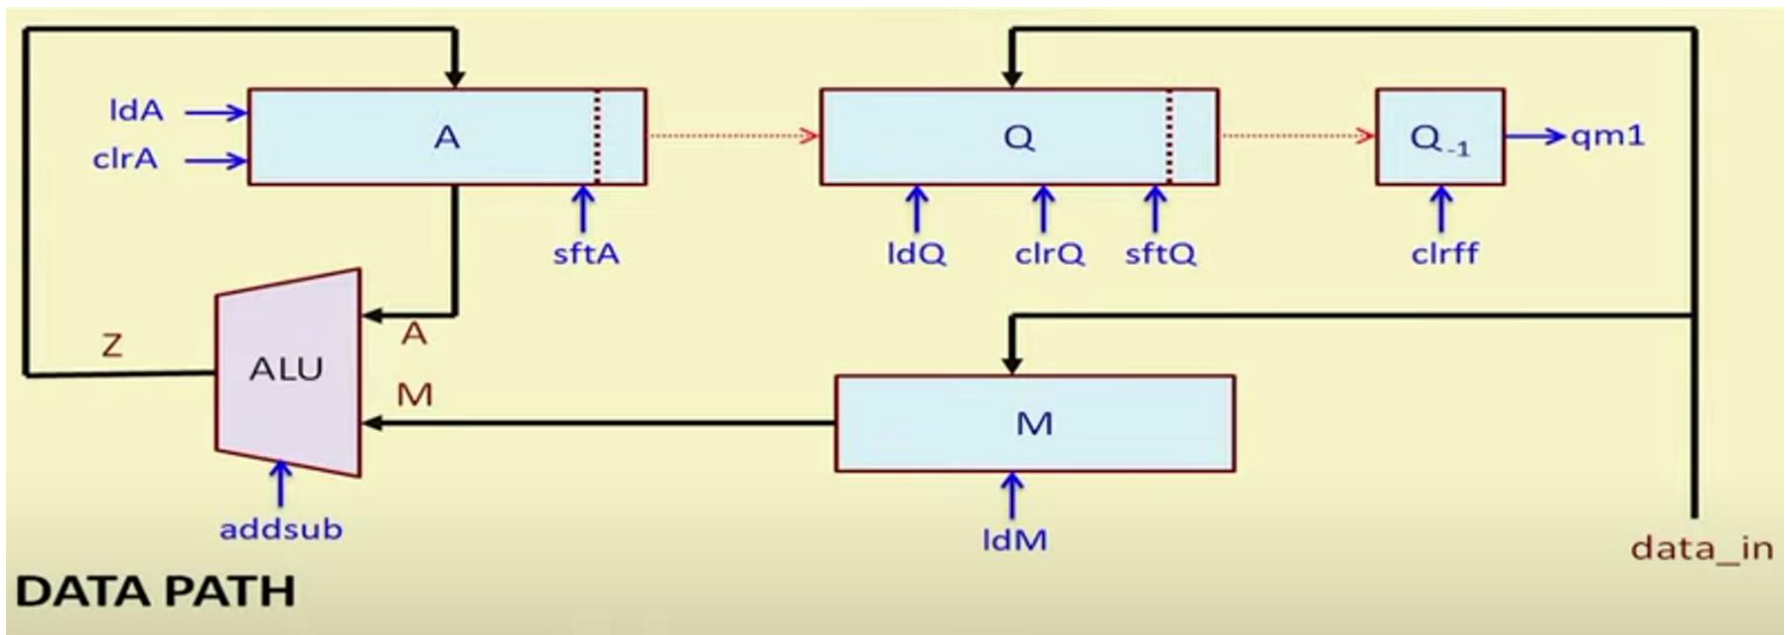 ldA
clrA
A
Q
Q-1
qm1
sftA
ldQ
clrQ
sftQ
clrff
Z
A
ALU
M
M
addsub
ldM
data_in
DATA PATH